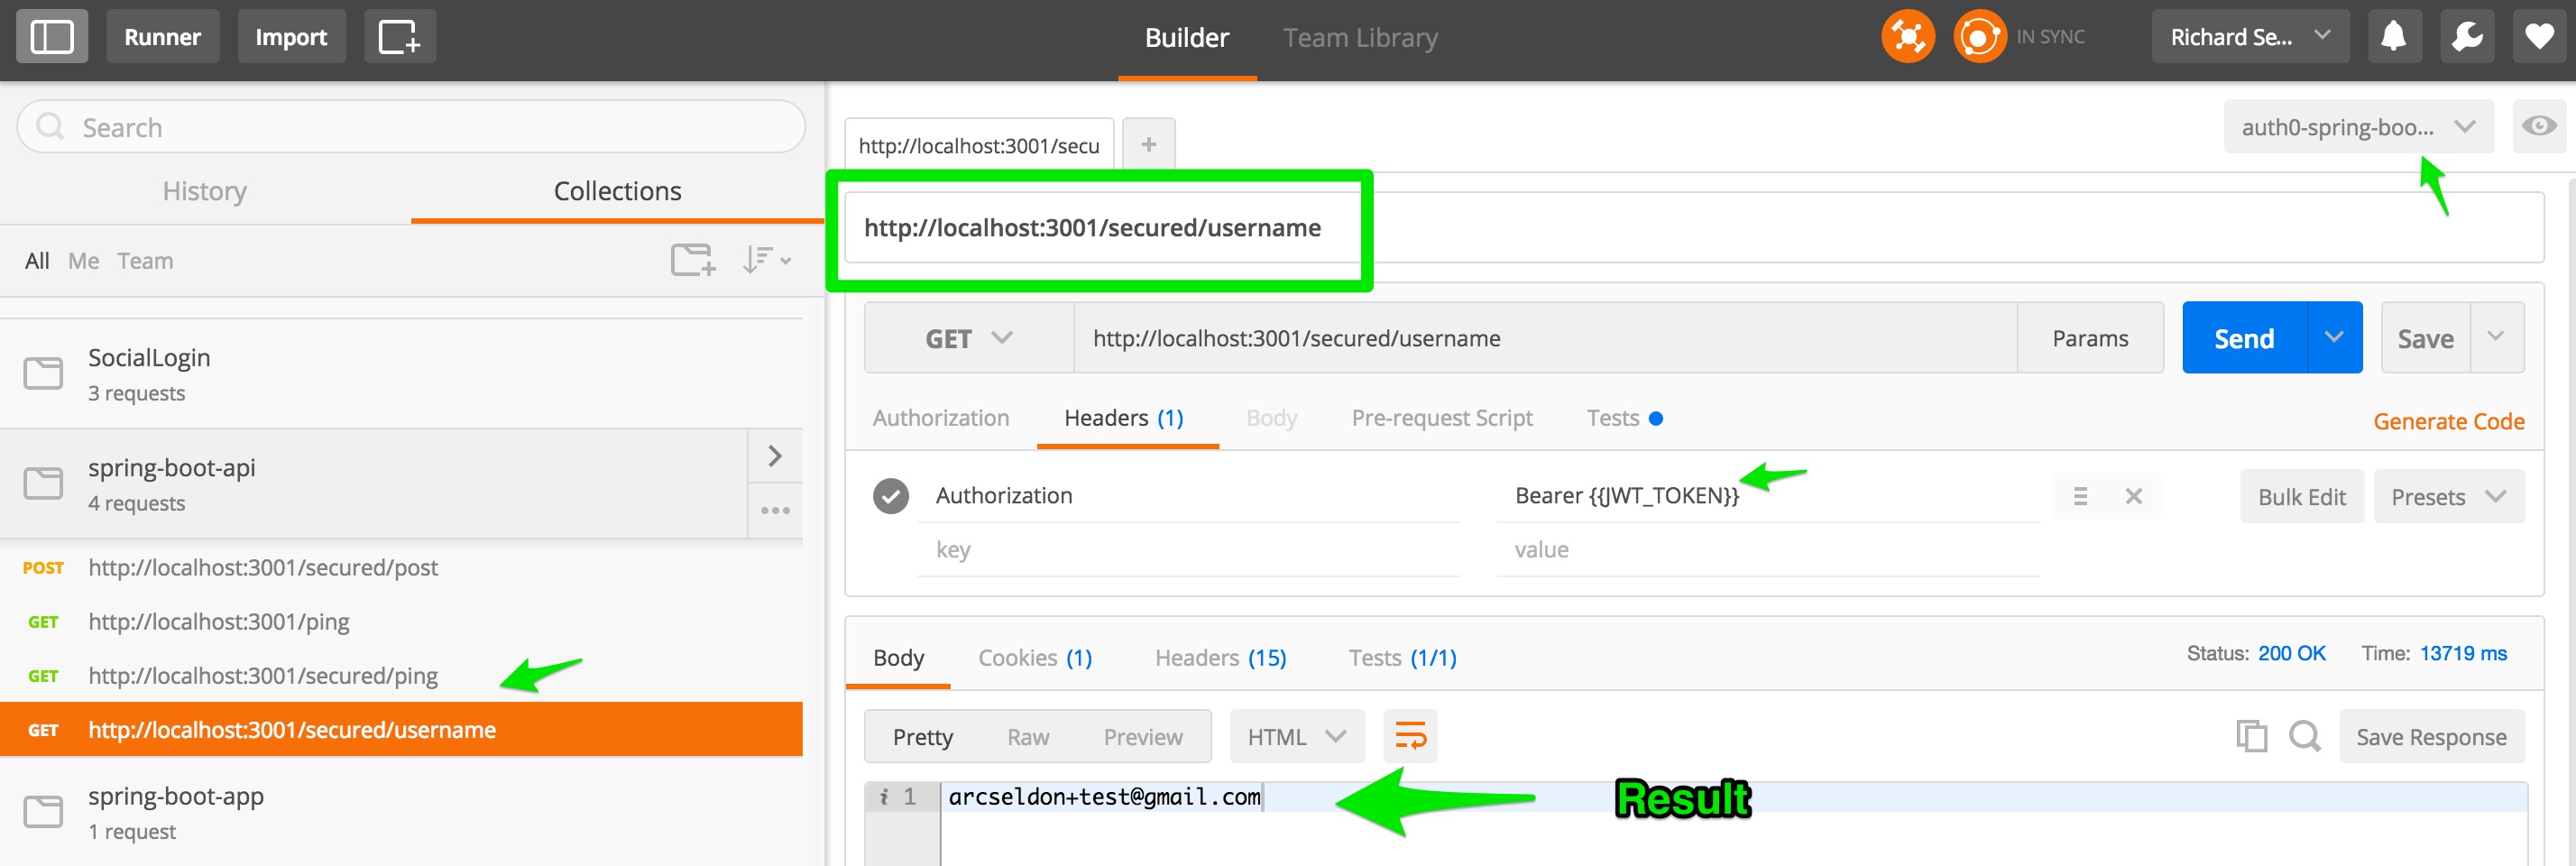 Runner
Import
Builder
Team Library
IN SYNC
Richard Se...
Search
History
Collections
All Me Team
SocialLogin
3 requests
spring-boot-api
4 requests
POST http://localhost:3001/secured/post
GET http://localhost:3001/ping
GET http://localhost:3001/secured/ping
GET http://localhost:3001/secured/username
spring-boot-app
1 request
http://localhost:3001/secu
+
auth0-spring-boo...
http://localhost:3001/secured/username
GET http://localhost:3001/secured/username Params Send Save
Authorization Headers (1) Body Pre-request Script Tests Generate Code
Authorization Bearer {{JWT_TOKEN}} Bulk Edit Presets
key value
Body Cookies (1) Headers (15) Tests (1/1) Status: 200 OK Time: 13719 ms
Pretty Raw Preview HTML Save Response
i 1 arcseldon+test@gmail.com Result